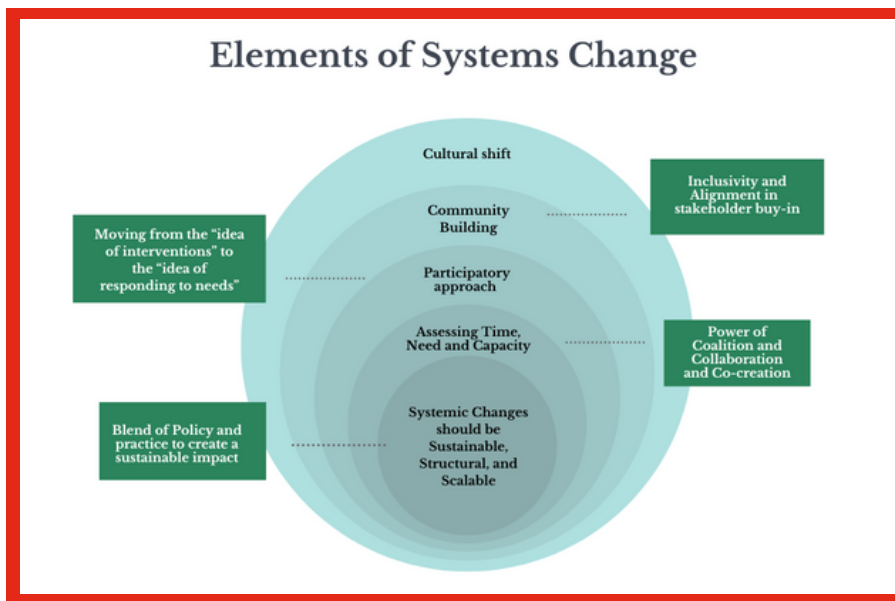 Elements of Systems Change
Cultural shift
Inclusivity and
Alignment in
stakeholder buy-in
Community
Building
Moving from the “idea
of interventions” to
the “idea of
responding to needs”
Participatory
approach
Assessing Time,
Need and Capacity
Power of
Coalition and
Collaboration
and Co-creation
Systemic Changes
should be
Sustainable,
Structural, and
Scalable
Blend of Policy and
practice to create a
sustainable impact